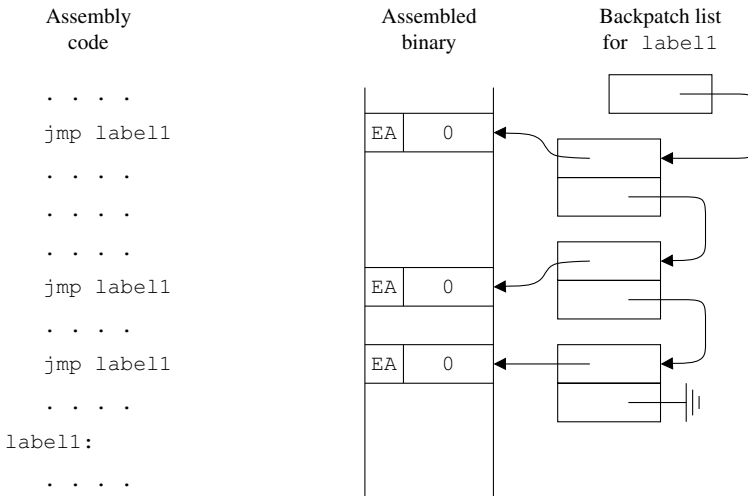 Assembly code
Assembled binary
Backpatch list for label1
. . . .
jmp label1
EA 0
. . . .
. . . .
. . . .
jmp label1
EA 0
. . . .
jmp label1
EA 0
. . . .
label1:
. . . .